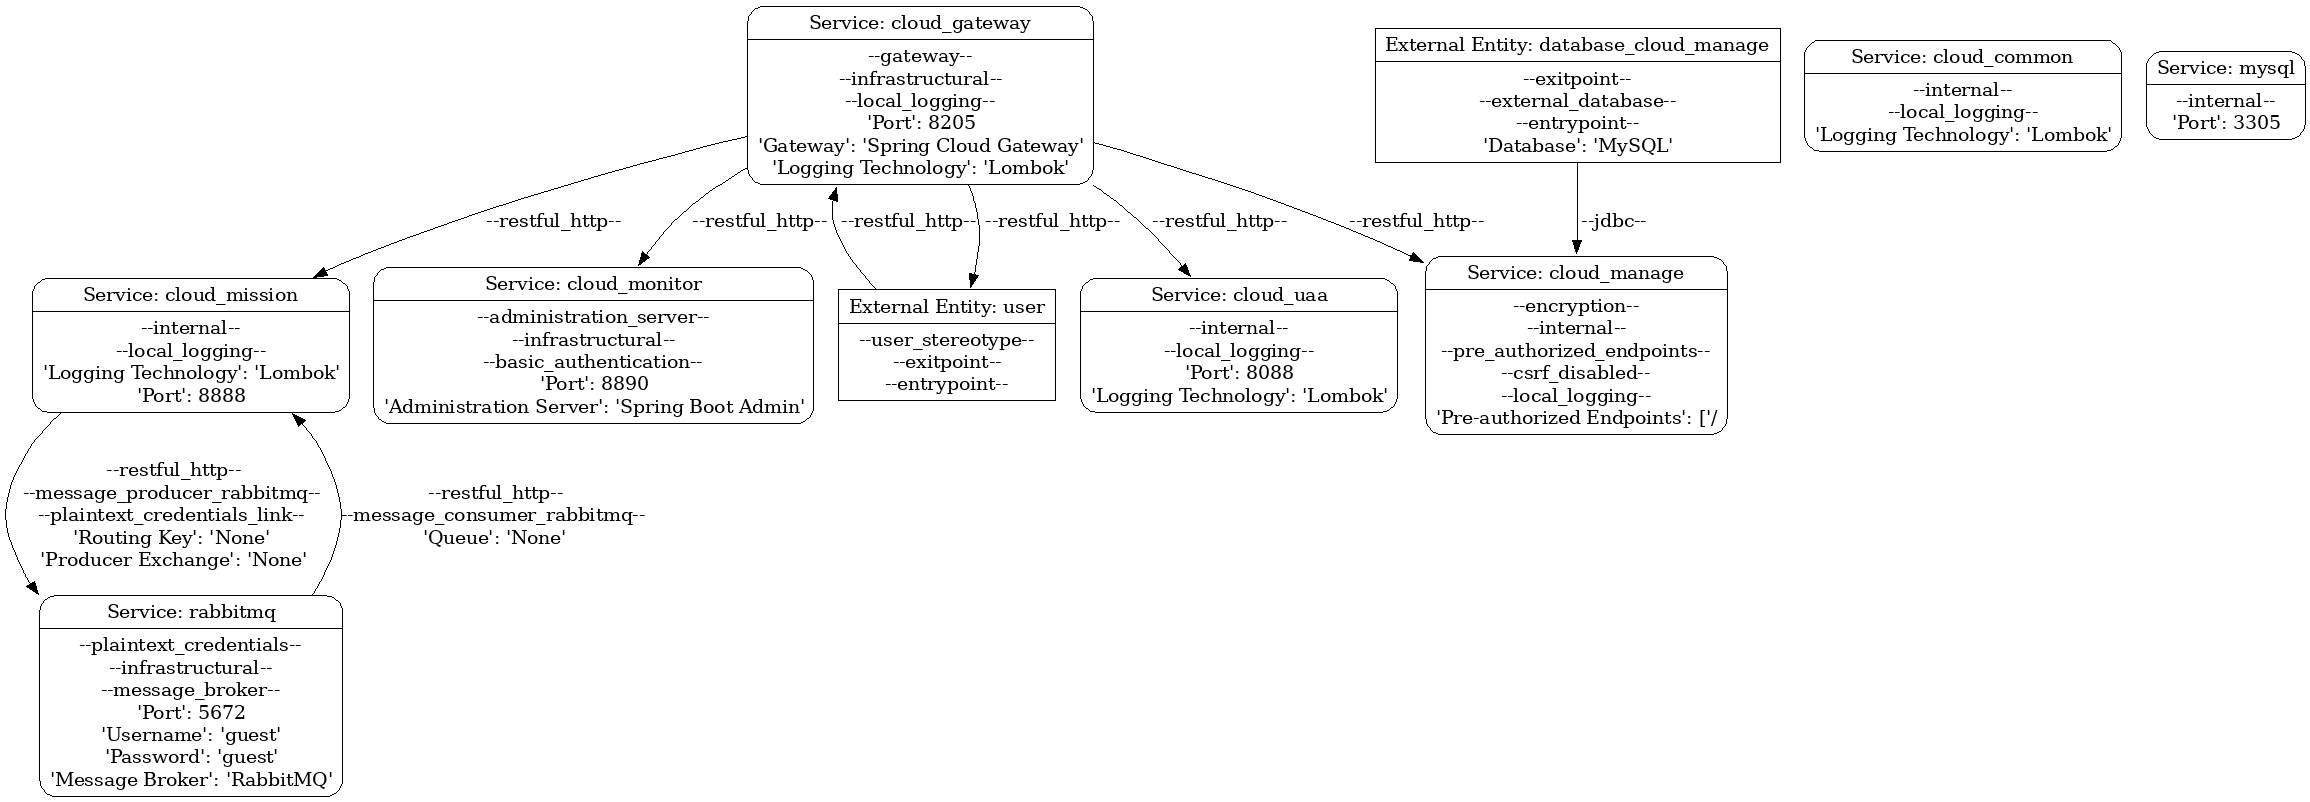 Service: cloud_gateway
--gateway--
--infrastructural--
--local_logging--
'Port': 8205
'Gateway': 'Spring Cloud Gateway'
'Logging Technology': 'Lombok'
External Entity: database_cloud_manage
--exitpoint--
--external_database--
--entrypoint--
'Database': 'MySQL'
Service: cloud_common
--internal--
--local_logging--
'Logging Technology': 'Lombok'
Service: mysql
--internal--
'Port': 3305
--restful_http--
--restful_http--
--restful_http--
--restful_http--
--restful_http--
--restful_http--
--jdbc--
Service: cloud_mission
--internal--
--local_logging--
'Logging Technology': 'Lombok'
'Port': 8888
Service: cloud_monitor
--administration_server--
--infrastructural--
--basic_authentication--
'Port': 8890
'Administration Server': 'Spring Boot Admin'
External Entity: user
--user_stereotype--
--exitpoint--
--entrypoint--
Service: cloud_uaa
--internal--
--local_logging--
'Port': 8088
'Logging Technology': 'Lombok'
Service: cloud_manage
--encryption--
--internal--
--pre_authorized_endpoints--
--csrf_disabled--
--local_logging--
'Pre-authorized Endpoints': ['/
--restful_http--
--message_producer_rabbitmq--
--plaintext_credentials_link--
'Routing Key': 'None'
'Producer Exchange': 'None'
--restful_http--
--message_consumer_rabbitmq--
'Queue': 'None'
Service: rabbitmq
--plaintext_credentials--
--infrastructural--
--message_broker--
'Port': 5672
'Username': 'guest'
'Password': 'guest'
'Message Broker': 'RabbitMQ'